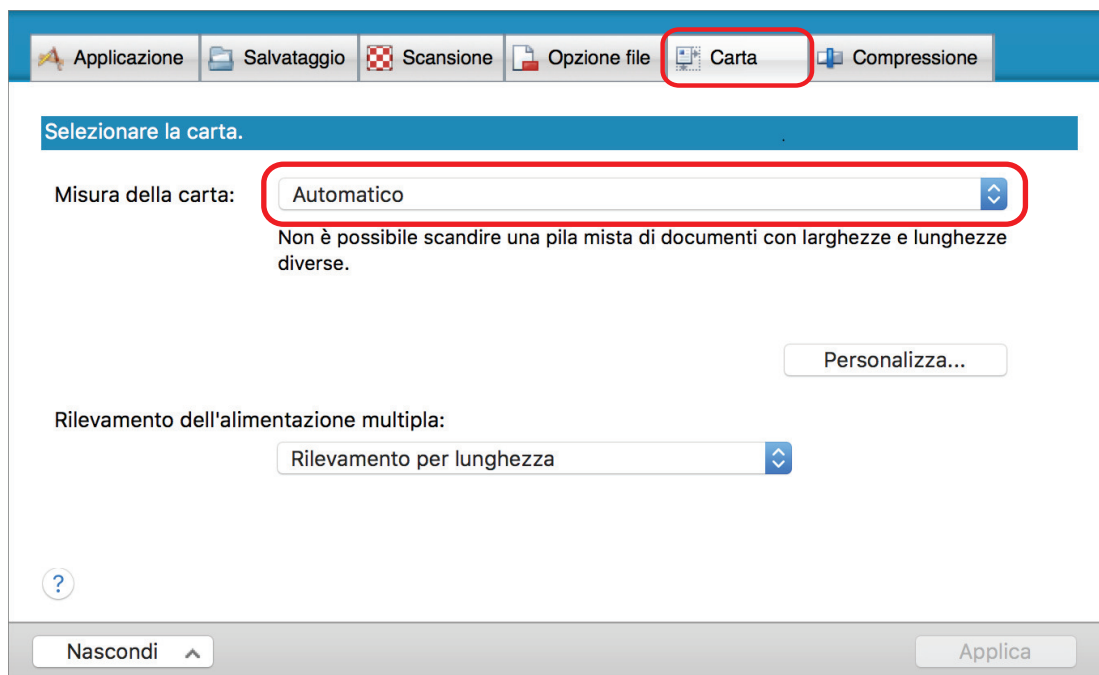 Applicazione Salvataggio Scansione Opzione file Carta Compressione
Selezionare la carta.
Misura della carta: Automatico
Non è possibile scandire una pila mista di documenti con larghezze e lunghezze
diverse.
Personalizza...
Rilevamento dell'alimentazione multipla:
Rilevamento per lunghezza
?
Nascondi Applica